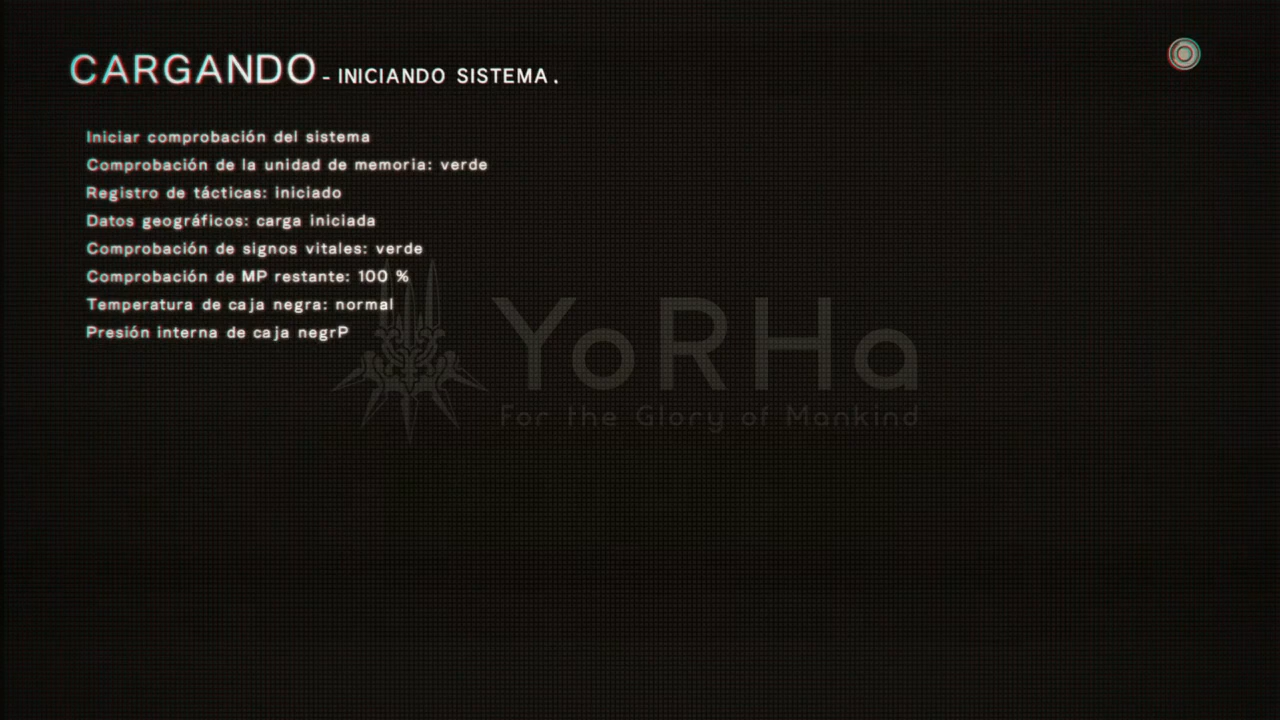 CARGANDO - INICIANDO SISTEMA .
Iniciar comprobación del sistema
Comprobación de la unidad de memoria: verde
Registro de tácticas: iniciado
Datos geográficos: carga iniciada
Comprobación de signos vitales: verde
Comprobación de MP restante: 100 %
Temperatura de caja negra: normal
Presión interna de caja negrP
YoRHa
For the Glory of Mankind